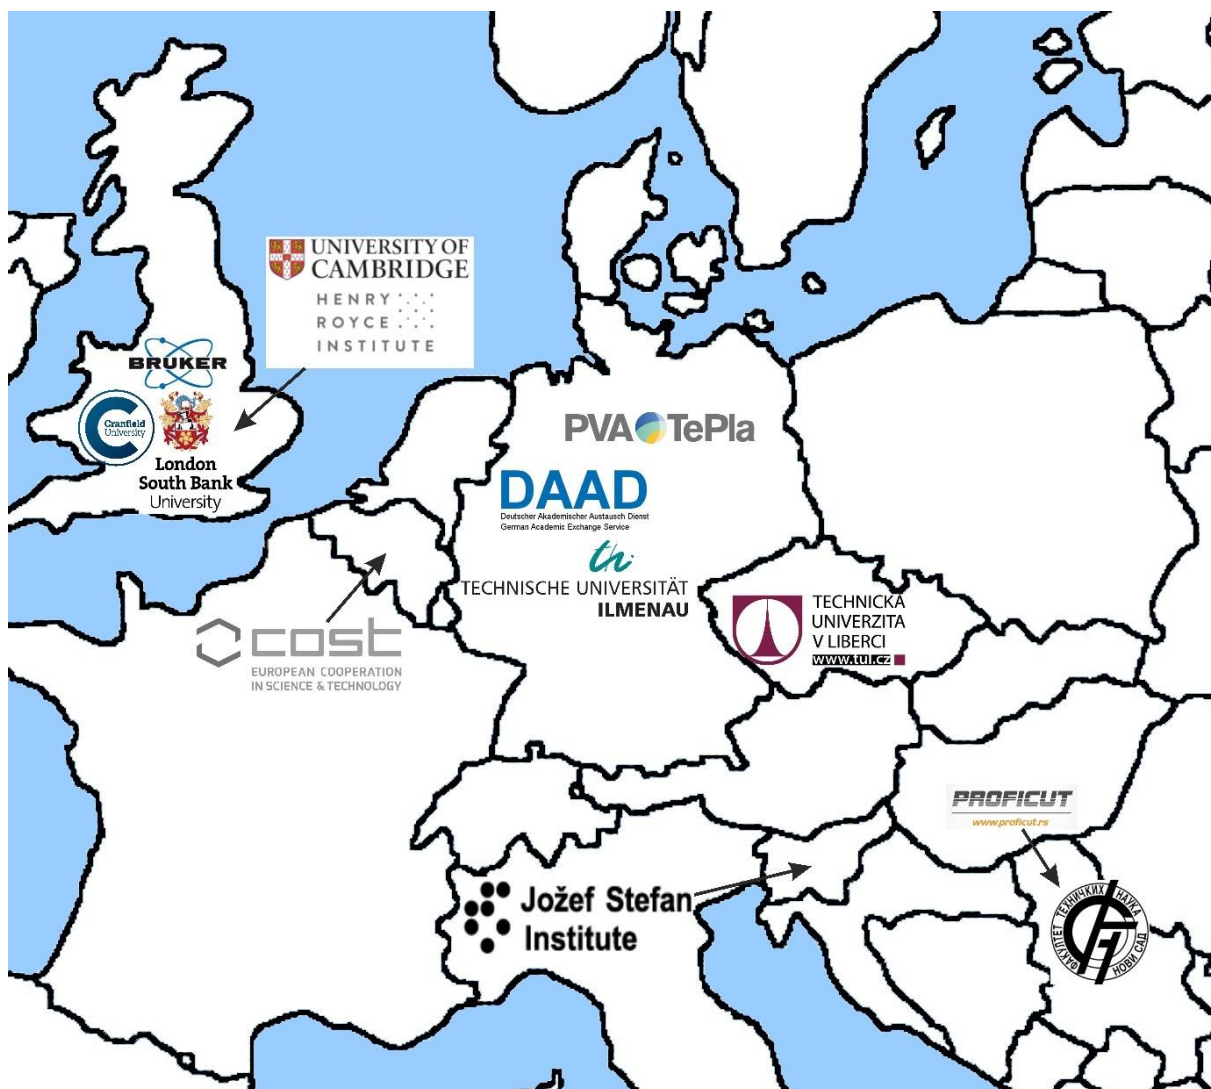 UNIVERSITY OF
CAMBRIDGE
HENRY
ROYCE
INSTITUTE
BRUKER
Cranfield
University
London
South Bank
University
PVA TePla
DAAD
Deutscher Akademischer Austausch Dienst
German Academic Exchange Service
th
TECHNISCHE UNIVERSITÄT
ILMENAU
TECHNICKÁ
UNIVERZITA
V LIBERCI
www.tul.cz
cost
EUROPEAN COOPERATION
IN SCIENCE & TECHNOLOGY
PROFICUT
www.proficut.rs
Jožef Stefan
Institute
ФАКУЛТЕТ ТЕХНИЧКИХ НАУКА
НОВИ САД